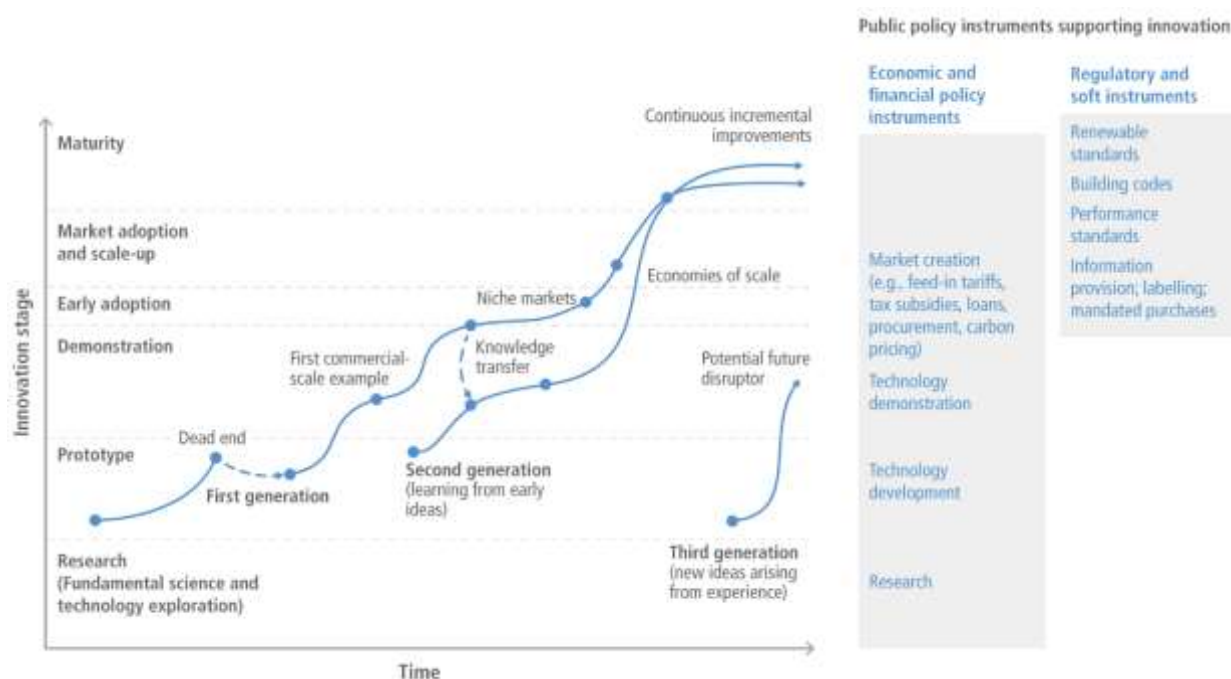 Public policy instruments supporting innovation
Economic and
financial policy
instruments
Regulatory and
soft instruments
Continuous incremental
improvements
Maturity
Renewable
standards
Building codes
Performance
standards
Information
provision; labelling;
mandated purchases
Market adoption
and scale-up
Market creation
(e.g., feed-in tariffs,
tax subsidies, loans,
procurement, carbon
pricing)
Economies of scale
Early adoption
Niche markets
Demonstration
First commercial-
scale example
Knowledge
transfer
Potential future
disruptor
Technology
demonstration
Innovation stage
Dead end
Prototype
First generation
Second generation
(learning from early
ideas)
Technology
development
Third generation
(new ideas arising
from experience)
Research
(Fundamental science and
technology exploration)
Research
Time